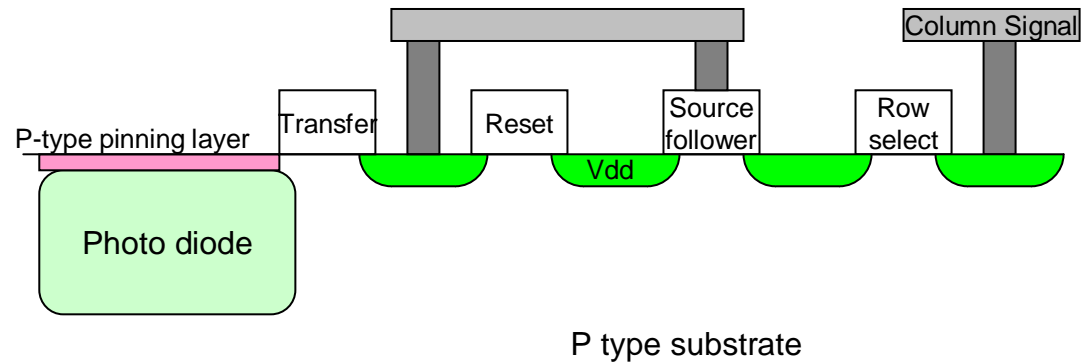 Column Signal
Transfer
Reset
Source
follower
Row
select
P-type pinning layer
Vdd
Photo diode
P type substrate